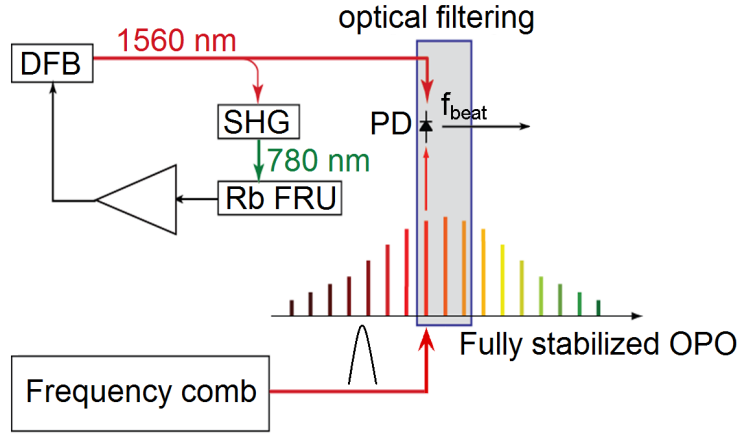 optical filtering
1560 nm
DFB
f_beat
PD
SHG
780 nm
Rb FRU
Fully stabilized OPO
Frequency comb